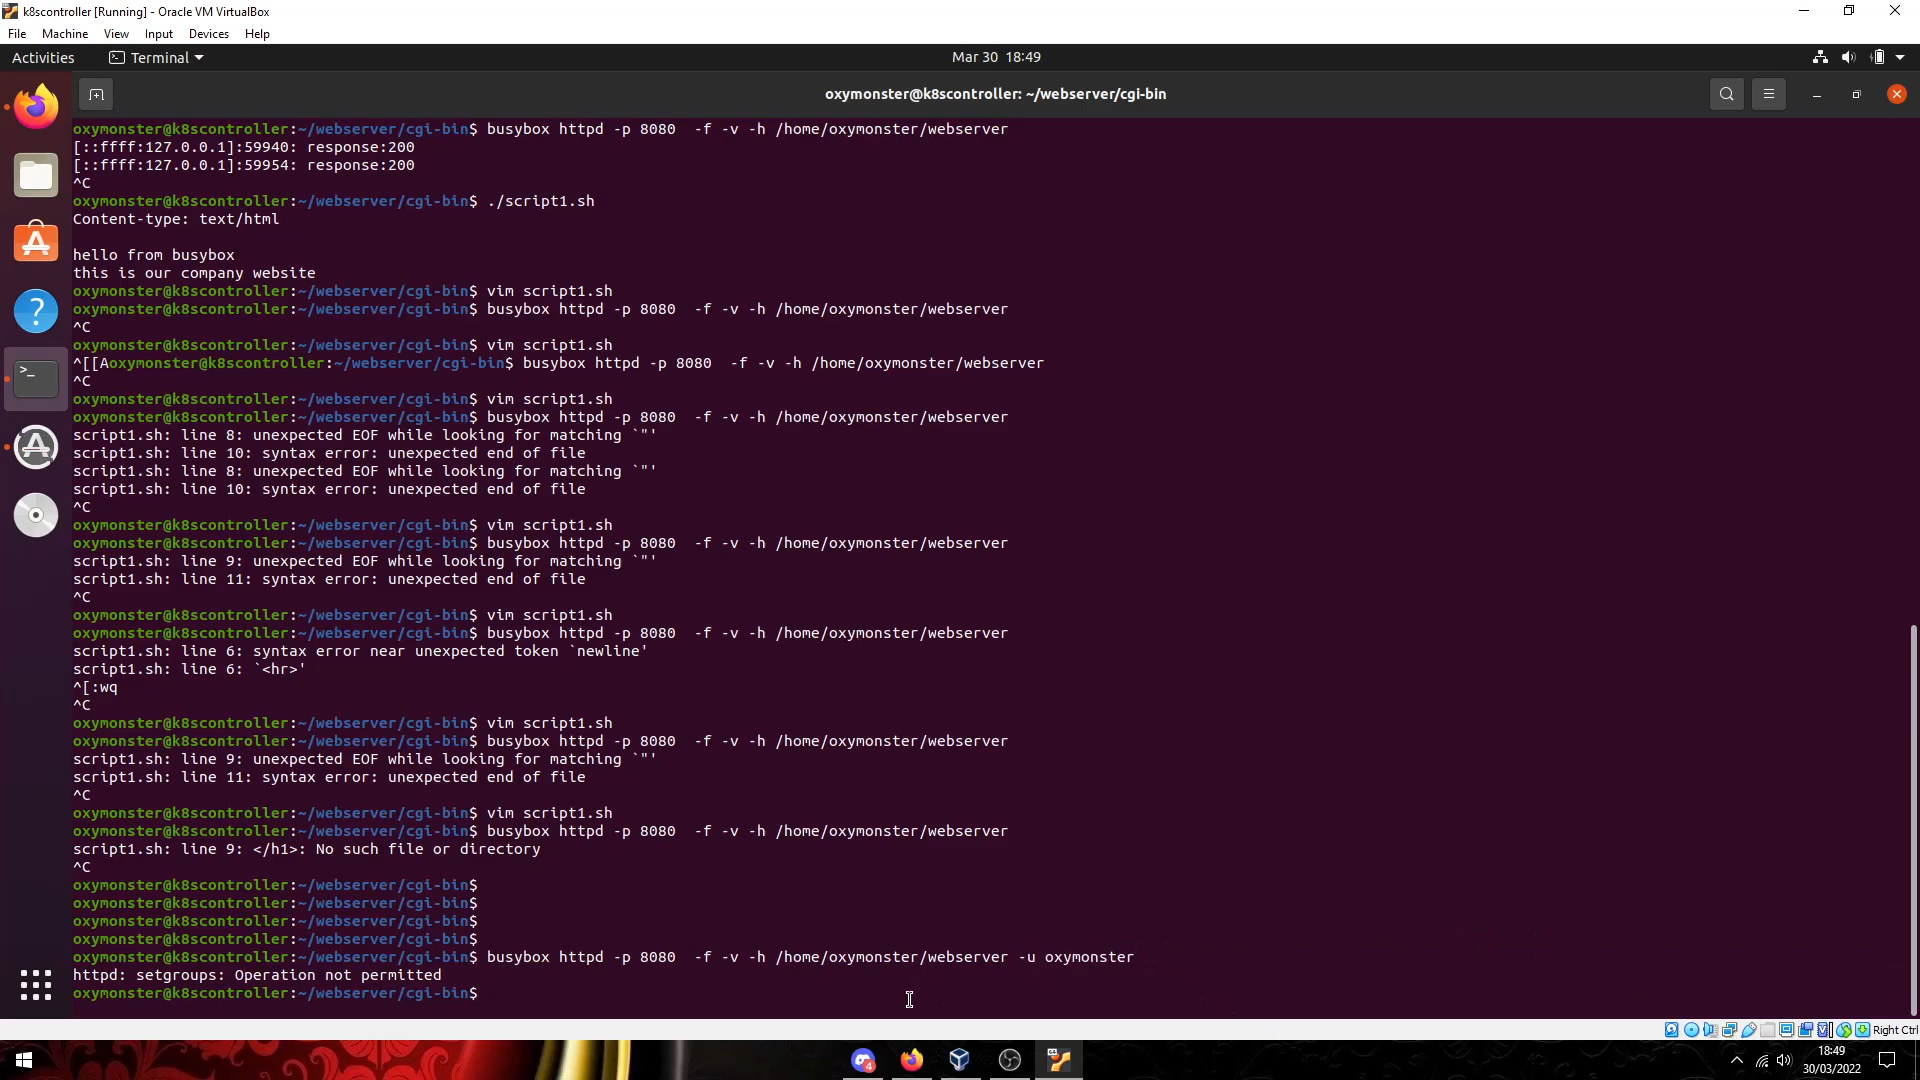 k8scontroller [Running] - Oracle VM VirtualBox
File Machine View Input Devices Help
Activities Terminal Mar 30 18:49
oxymonster@k8scontroller: ~/webserver/cgi-bin
oxymonster@k8scontroller:~/webserver/cgi-bin$ busybox httpd -p 8080  -f -v -h /home/oxymonster/webserver
[::ffff:127.0.0.1]:59940: response:200
[::ffff:127.0.0.1]:59954: response:200
^C
oxymonster@k8scontroller:~/webserver/cgi-bin$ ./script1.sh
Content-type: text/html
hello from busybox
this is our company website
oxymonster@k8scontroller:~/webserver/cgi-bin$ vim script1.sh
oxymonster@k8scontroller:~/webserver/cgi-bin$ busybox httpd -p 8080  -f -v -h /home/oxymonster/webserver
^C
oxymonster@k8scontroller:~/webserver/cgi-bin$ vim script1.sh
^[[Aoxymonster@k8scontroller:~/webserver/cgi-bin$ busybox httpd -p 8080  -f -v -h /home/oxymonster/webserver
^C
oxymonster@k8scontroller:~/webserver/cgi-bin$ vim script1.sh
oxymonster@k8scontroller:~/webserver/cgi-bin$ busybox httpd -p 8080  -f -v -h /home/oxymonster/webserver
script1.sh: line 8: unexpected EOF while looking for matching `"'
script1.sh: line 10: syntax error: unexpected end of file
script1.sh: line 8: unexpected EOF while looking for matching `"'
script1.sh: line 10: syntax error: unexpected end of file
^C
oxymonster@k8scontroller:~/webserver/cgi-bin$ vim script1.sh
oxymonster@k8scontroller:~/webserver/cgi-bin$ busybox httpd -p 8080  -f -v -h /home/oxymonster/webserver
script1.sh: line 9: unexpected EOF while looking for matching `"'
script1.sh: line 11: syntax error: unexpected end of file
^C
oxymonster@k8scontroller:~/webserver/cgi-bin$ vim script1.sh
oxymonster@k8scontroller:~/webserver/cgi-bin$ busybox httpd -p 8080  -f -v -h /home/oxymonster/webserver
script1.sh: line 6: syntax error near unexpected token `newline'
script1.sh: line 6: `<hr>'
^[:wq
^C
oxymonster@k8scontroller:~/webserver/cgi-bin$ vim script1.sh
oxymonster@k8scontroller:~/webserver/cgi-bin$ busybox httpd -p 8080  -f -v -h /home/oxymonster/webserver
script1.sh: line 9: unexpected EOF while looking for matching `"'
script1.sh: line 11: syntax error: unexpected end of file
^C
oxymonster@k8scontroller:~/webserver/cgi-bin$ vim script1.sh
oxymonster@k8scontroller:~/webserver/cgi-bin$ busybox httpd -p 8080  -f -v -h /home/oxymonster/webserver
script1.sh: line 9: </h1>: No such file or directory
^C
oxymonster@k8scontroller:~/webserver/cgi-bin$
oxymonster@k8scontroller:~/webserver/cgi-bin$
oxymonster@k8scontroller:~/webserver/cgi-bin$
oxymonster@k8scontroller:~/webserver/cgi-bin$
oxymonster@k8scontroller:~/webserver/cgi-bin$ busybox httpd -p 8080  -f -v -h /home/oxymonster/webserver -u oxymonster
httpd: setgroups: Operation not permitted
oxymonster@k8scontroller:~/webserver/cgi-bin$
Right Ctrl
18:49
30/03/2022